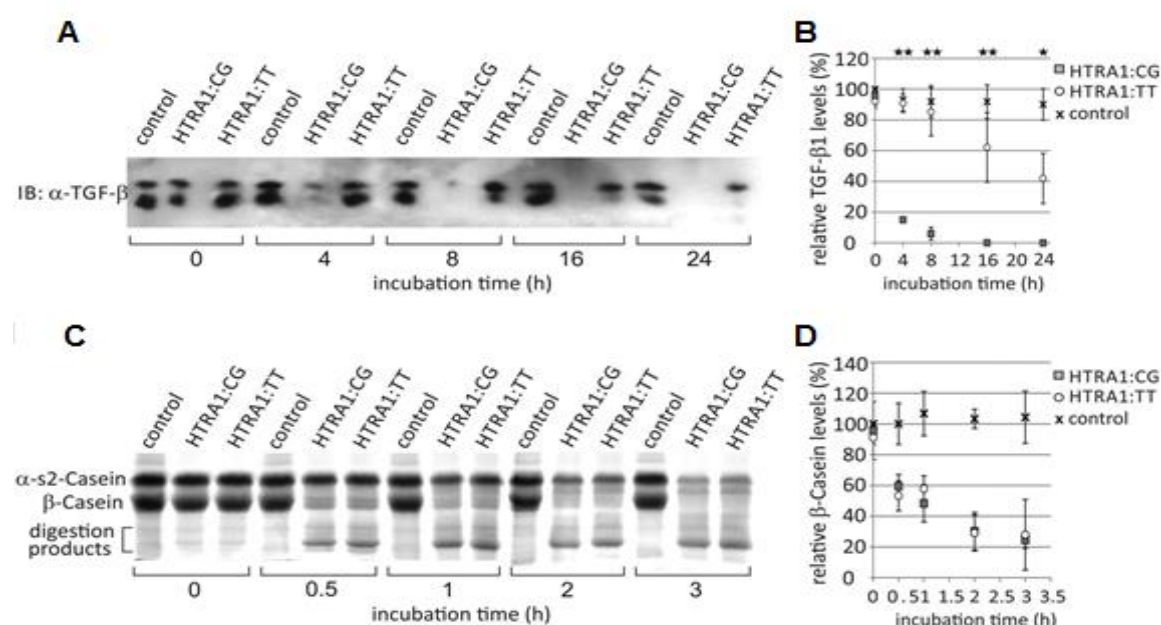 A
control
HTRA1:CG
HTRA1:TT
control
HTRA1:CG
HTRA1:TT
control
HTRA1:CG
HTRA1:TT
control
HTRA1:CG
HTRA1:TT
control
HTRA1:CG
HTRA1:TT
IB: α-TGF-β
0 4 8 16 24
incubation time (h)
B
★★ ★★ ★★ ★
relative TGF-β1 levels (%)
120
100
80
60
40
20
0
0 4 8 12 16 20 24
incubation time (h)
HTRA1:CG
HTRA1:TT
x control
C
control
HTRA1:CG
HTRA1:TT
control
HTRA1:CG
HTRA1:TT
control
HTRA1:CG
HTRA1:TT
control
HTRA1:CG
HTRA1:TT
control
HTRA1:CG
HTRA1:TT
α-s2-Casein
β-Casein
digestion
products
0 0.5 1 2 3
incubation time (h)
D
relative β-Casein levels (%)
140
120
100
80
60
40
20
0
0 0.5 1 1.5 2 2.5 3 3.5
incubation time (h)
HTRA1:CG
HTRA1:TT
x control